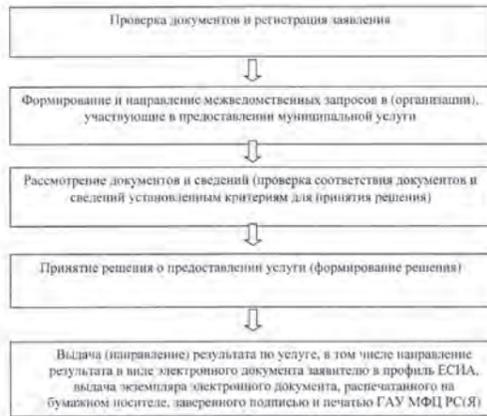 Проверка документов и регистрация заявления
Формирование и направление межведомственных запросов в (организации),
участвующие в предоставлении муниципальной услуги
Рассмотрение документов и сведений (проверка соответствия документов и
сведений установленным критериям для принятия решения)
Принятие решения о предоставлении услуги (формирование решения)
Выдача (направление) результата по услуге, в том числе направление
результата в виде электронного документа заявителю в профиль ЕСИА,
выдача экземпляра электронного документа, распечатанного на
бумажном носителе, заверенного подписью и печатью ГАУ МФЦ РС(Я)